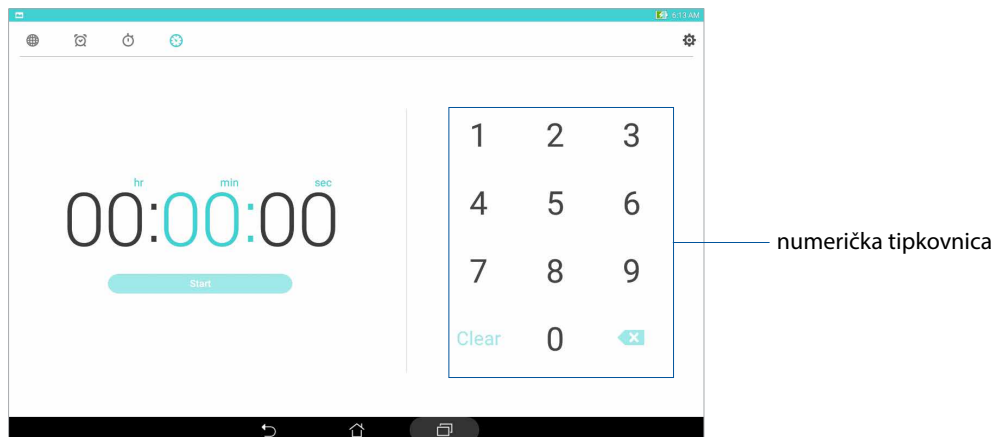 6:13 AM
hr min sec
00:00:00
Start
1 2 3
4 5 6
7 8 9
Clear 0
numerička tipkovnica